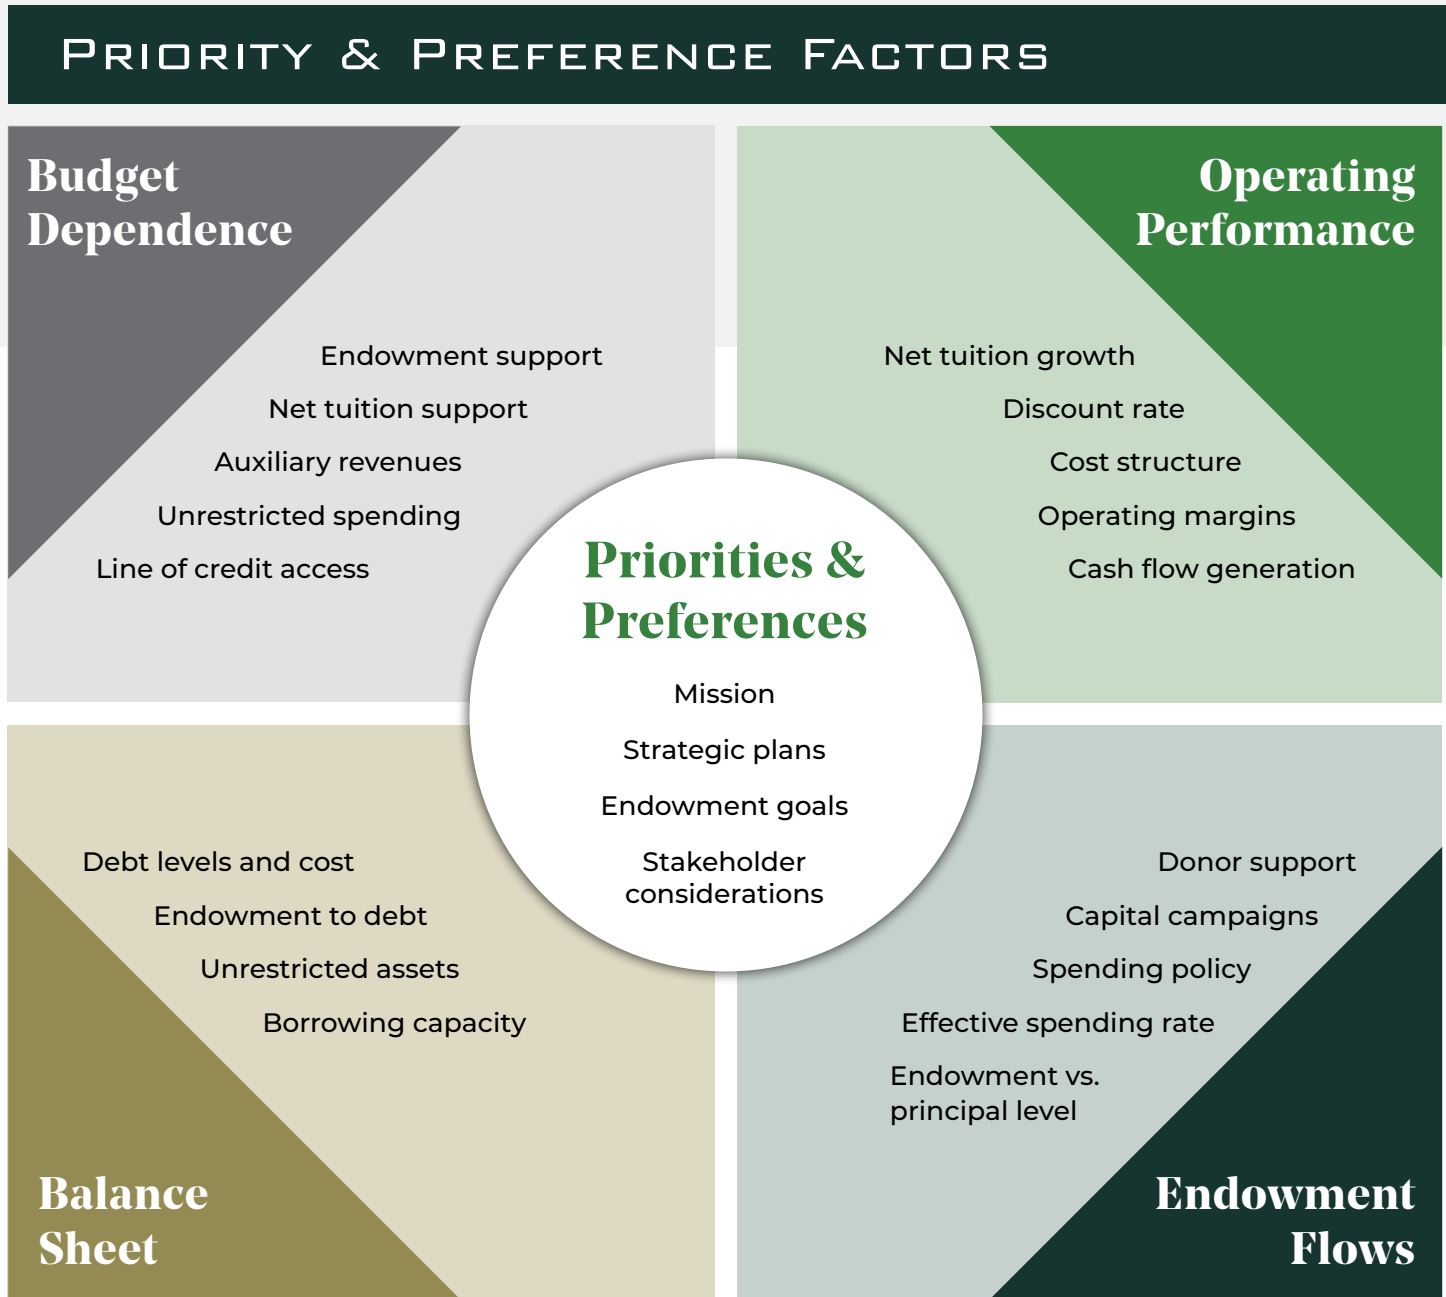 PRIORITY & PREFERENCE FACTORS
Budget
Dependence
Endowment support
Net tuition support
Auxiliary revenues
Unrestricted spending
Line of credit access
Operating
Performance
Net tuition growth
Discount rate
Cost structure
Operating margins
Cash flow generation
Priorities &
Preferences
Mission
Strategic plans
Endowment goals
Stakeholder
considerations
Debt levels and cost
Endowment to debt
Unrestricted assets
Borrowing capacity
Balance
Sheet
Donor support
Capital campaigns
Spending policy
Effective spending rate
Endowment vs.
principal level
Endowment
Flows